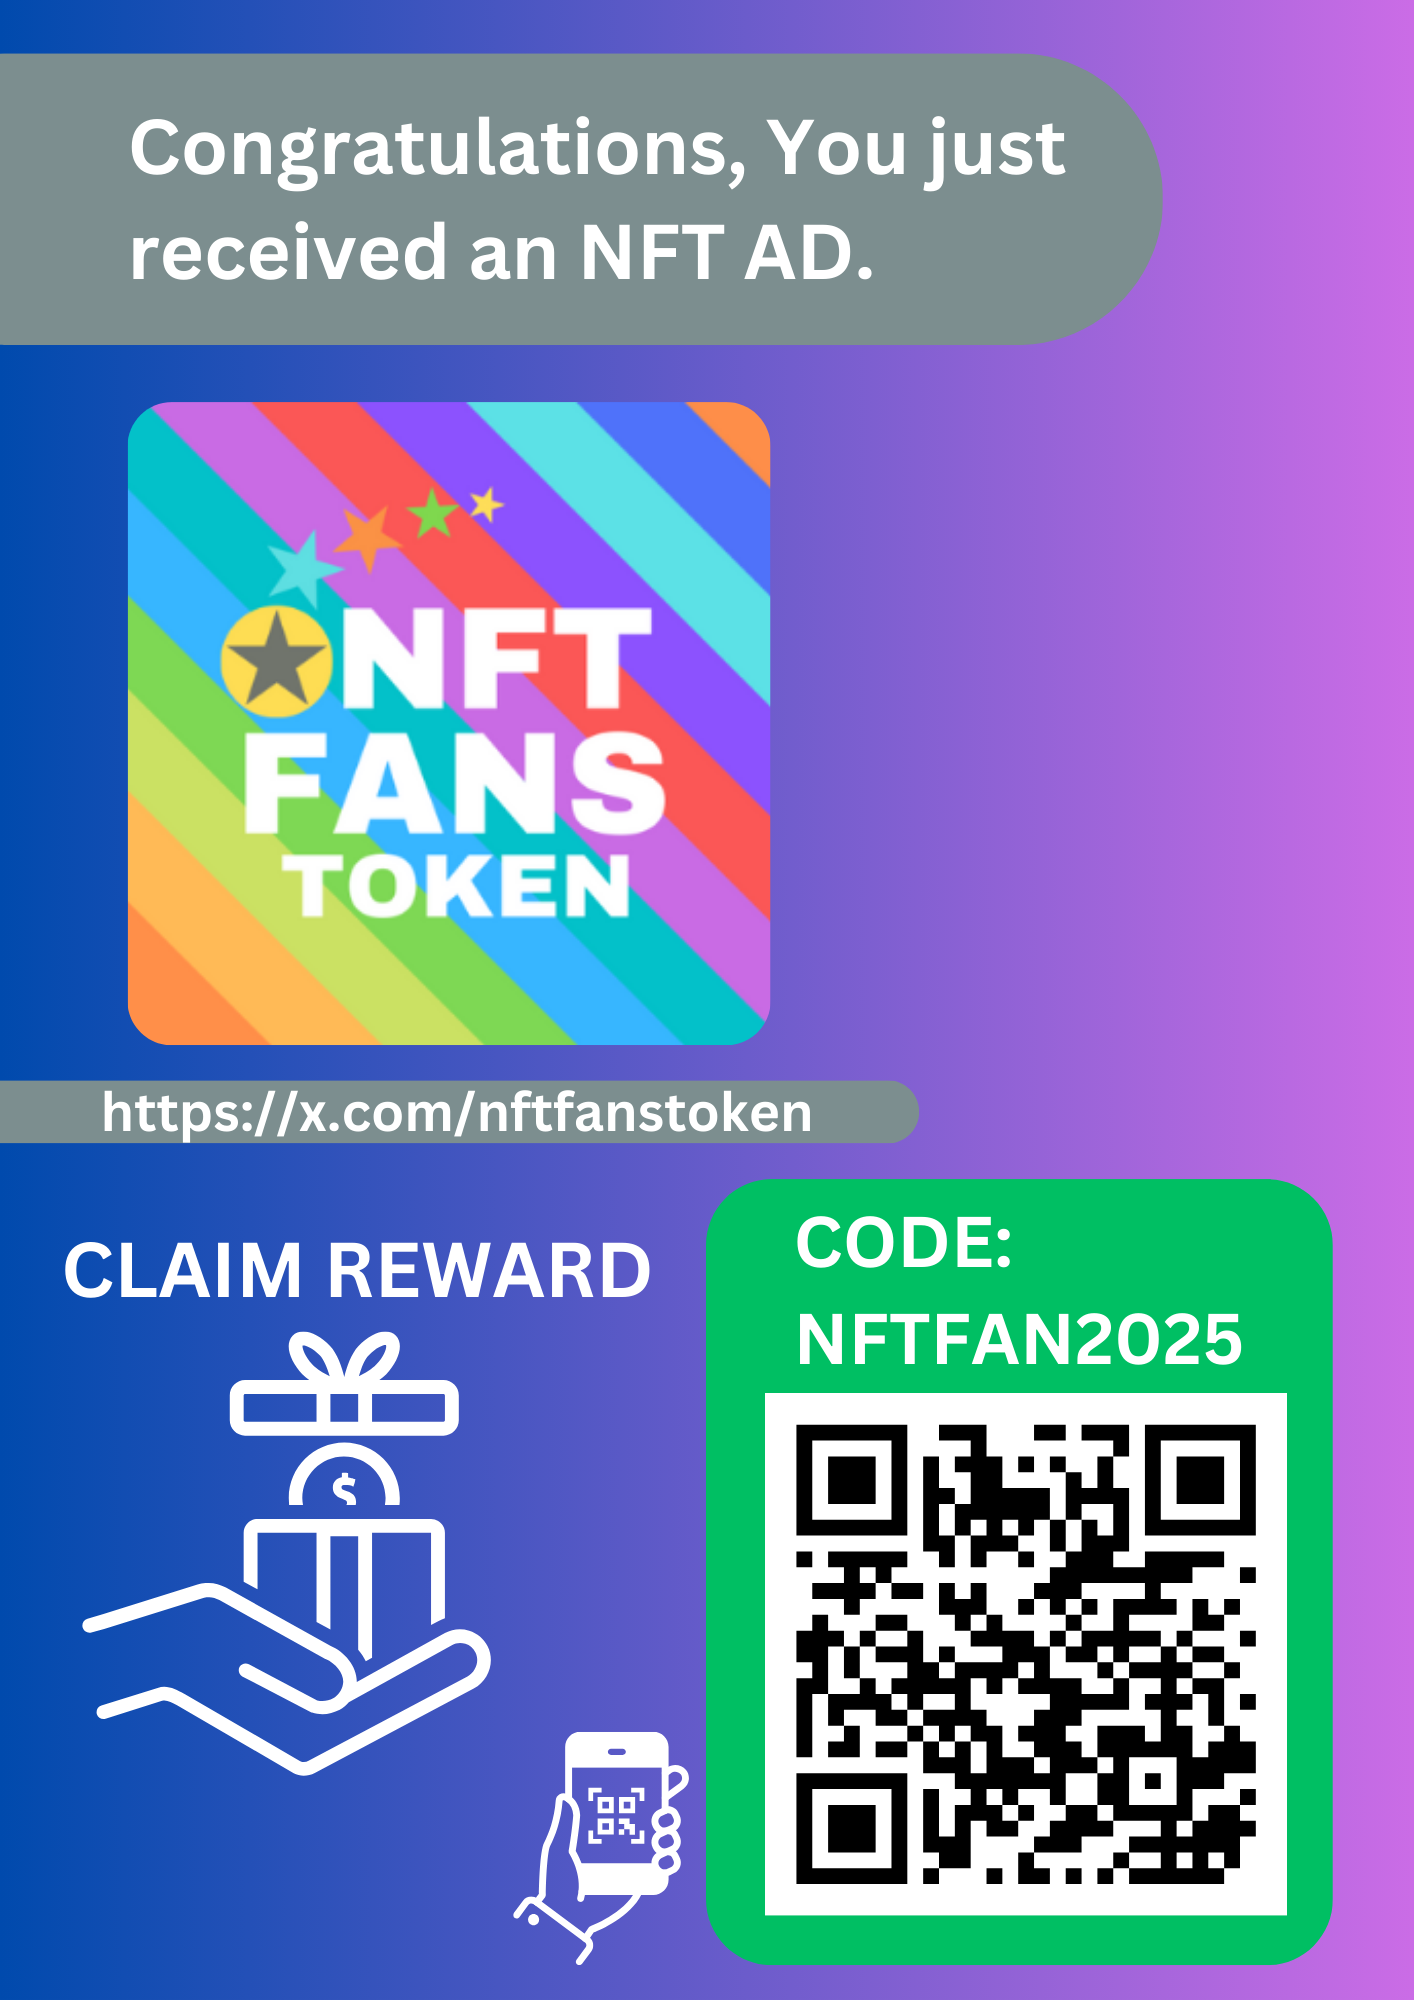 Congratulations, You just
received an NFT AD.
NFT
FANS
TOKEN
https://x.com/nftfanstoken
CLAIM REWARD
$
CODE:
NFTFAN2025